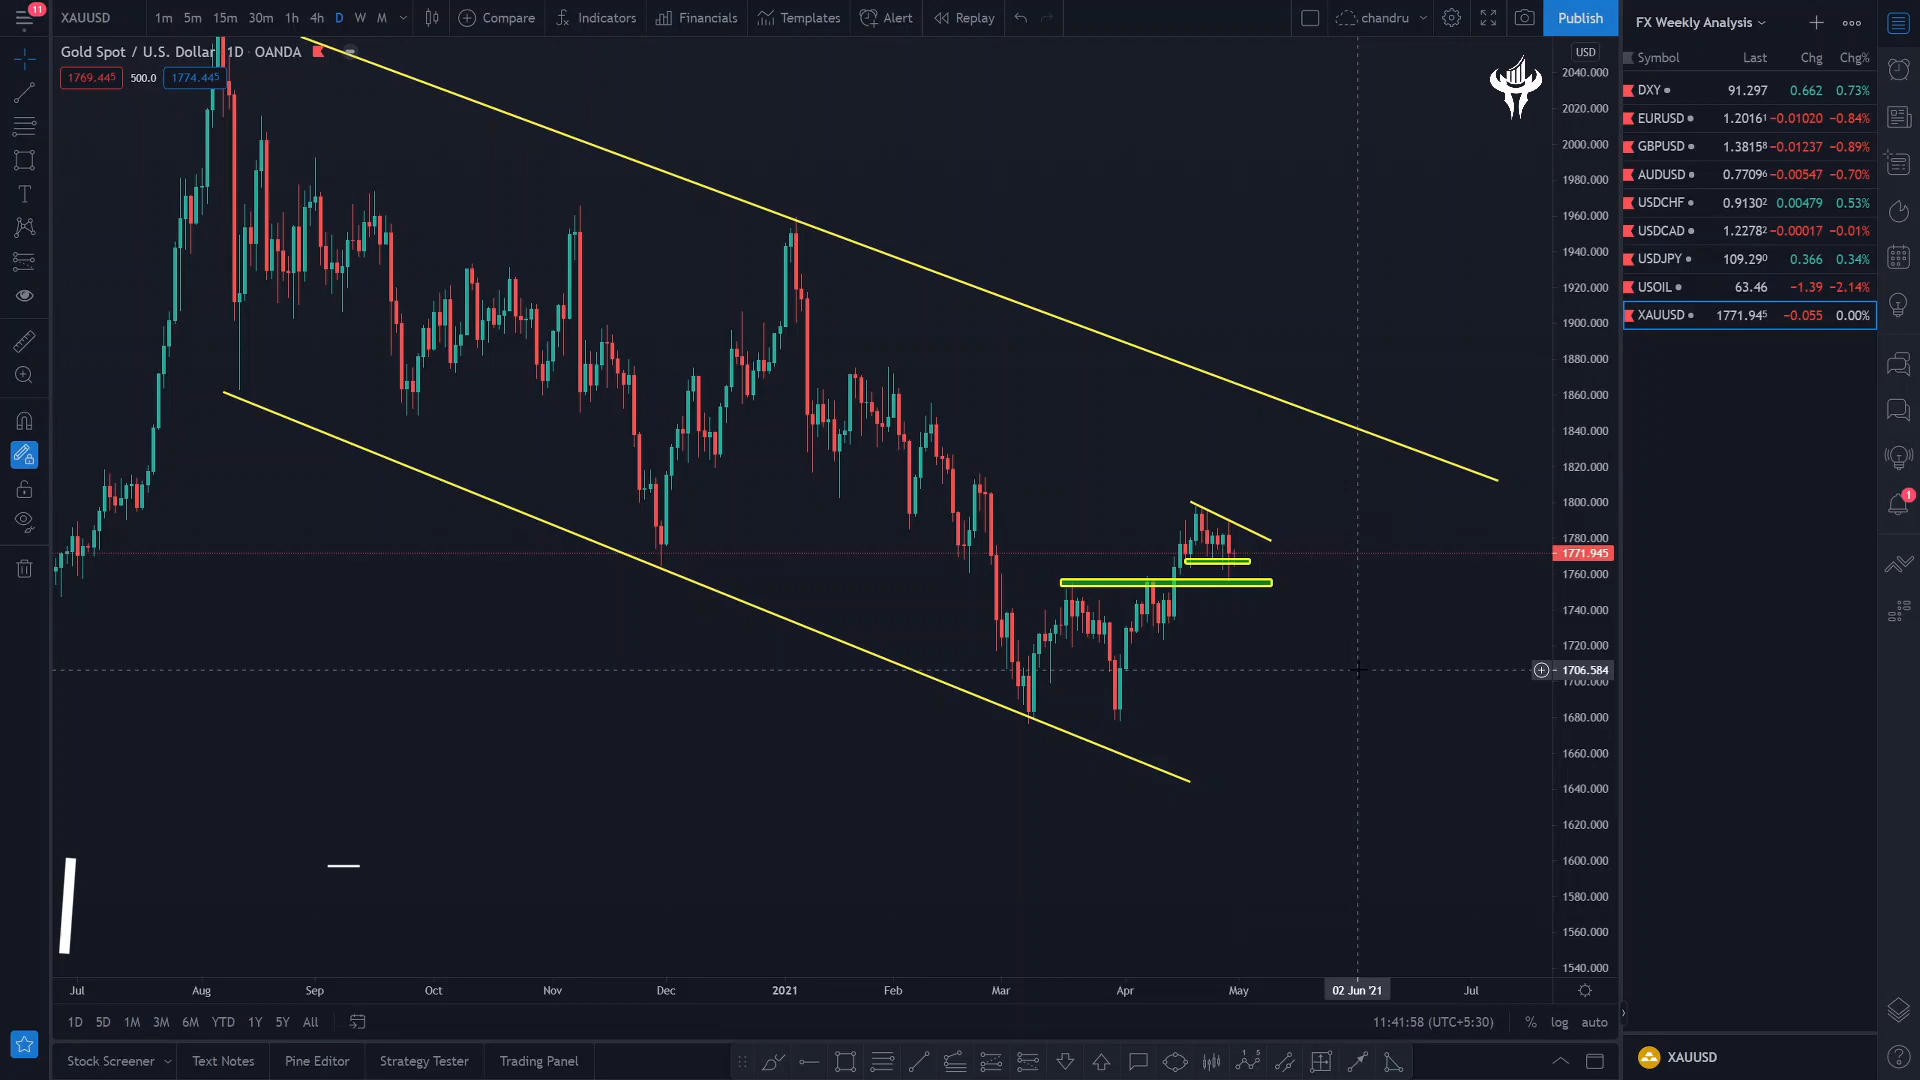 11
XAUUSD 1m 5m 15m 30m 1h 4h D W M Compare Indicators Financials Templates Alert Replay chandru Publish
Gold Spot / U.S. Dollar 1D OANDA
1769.445 500.0 1774.445
USD
2040.000
2020.000
2000.000
1980.000
1960.000
1940.000
1920.000
1900.000
1880.000
1860.000
1840.000
1820.000
1800.000
1780.000
1771.945
1760.000
1740.000
1720.000
1706.584
1700.000
1680.000
1660.000
1640.000
1620.000
1600.000
1580.000
1560.000
1540.000
Jul Aug Sep Oct Nov Dec 2021 Feb Mar Apr May 02 Jun '21 Jul
1D 5D 1M 3M 6M YTD 1Y 5Y All 11:41:58 (UTC+5:30) % log auto
Stock Screener Text Notes Pine Editor Strategy Tester Trading Panel
FX Weekly Analysis
Symbol Last Chg Chg%
DXY 91.297 0.662 0.73%
EURUSD 1.20161 −0.01020 −0.84%
GBPUSD 1.38158 −0.01237 −0.89%
AUDUSD 0.77096 −0.00547 −0.70%
USDCHF 0.91302 0.00479 0.53%
USDCAD 1.22782 −0.00017 −0.01%
USDJPY 109.290 0.366 0.34%
USOIL 63.46 −1.39 −2.14%
XAUUSD 1771.945 −0.055 0.00%
1
XAUUSD